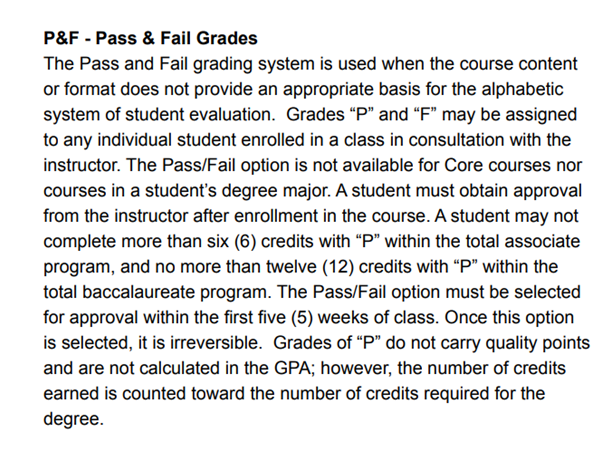 P&F - Pass & Fail Grades
The Pass and Fail grading system is used when the course content
or format does not provide an appropriate basis for the alphabetic
system of student evaluation.  Grades “P” and “F” may be assigned
to any individual student enrolled in a class in consultation with the
instructor. The Pass/Fail option is not available for Core courses nor
courses in a student’s degree major. A student must obtain approval
from the instructor after enrollment in the course. A student may not
complete more than six (6) credits with “P” within the total associate
program, and no more than twelve (12) credits with “P” within the
total baccalaureate program. The Pass/Fail option must be selected
for approval within the first five (5) weeks of class. Once this option
is selected, it is irreversible.  Grades of “P” do not carry quality points
and are not calculated in the GPA; however, the number of credits
earned is counted toward the number of credits required for the
degree.